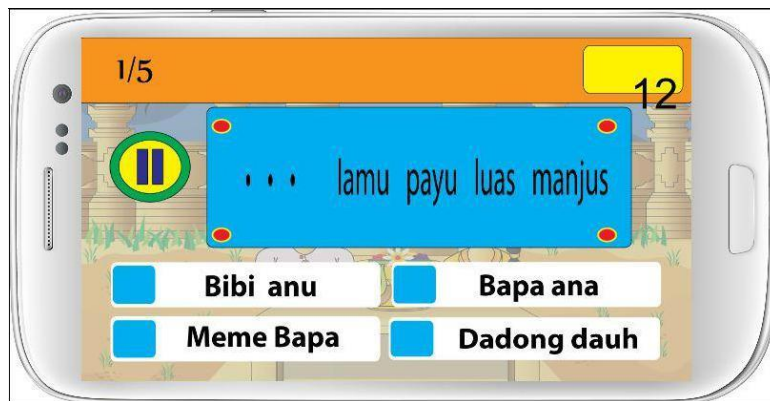 1/5
12
. . . lamu payu luas manjus
Bibi anu
Bapa ana
Meme Bapa
Dadong dauh